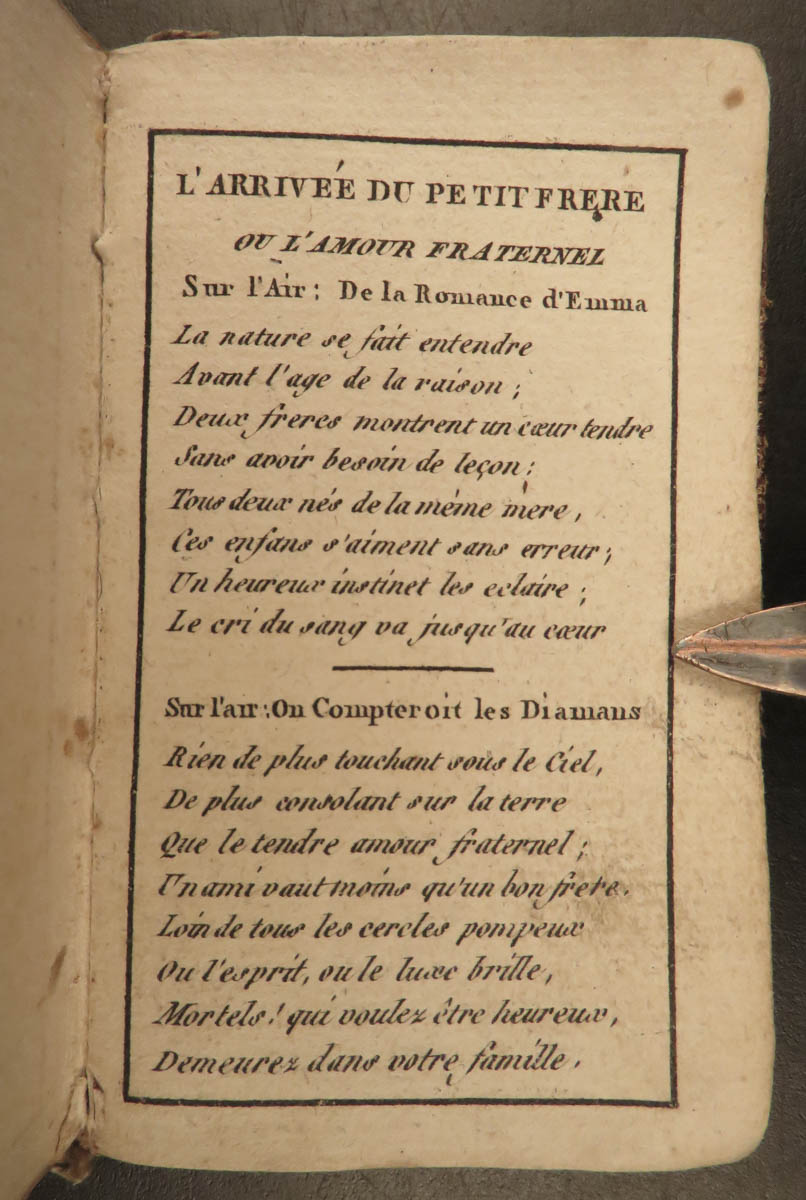 L'ARRIVÉE DU PETIT FRERE
OU L'AMOUR FRATERNEL
Sur l'Air : De la Romance d'Emma
La nature se fait entendre
Avant l'age de la raison ;
Deux freres montrent un cœur tendre
Sans avoir besoin de leçon ;
Tous deux nés de la même mere ,
Ces enfans s'aiment sans erreur ;
Un heureux instinct les eclaire ;
Le cri du sang va jusqu'au cœur
Sur l'air : On Compteroit les Diamans
Rien de plus touchant sous le Ciel ,
De plus consolant sur la terre
Que le tendre amour fraternel ;
Un ami vaut moins qu'un bon frere .
Loin de tous les cercles pompeux
Ou l'esprit, ou le luxe brille ,
Mortels ! qui voulez être heureux ,
Demeurez dans votre famille .